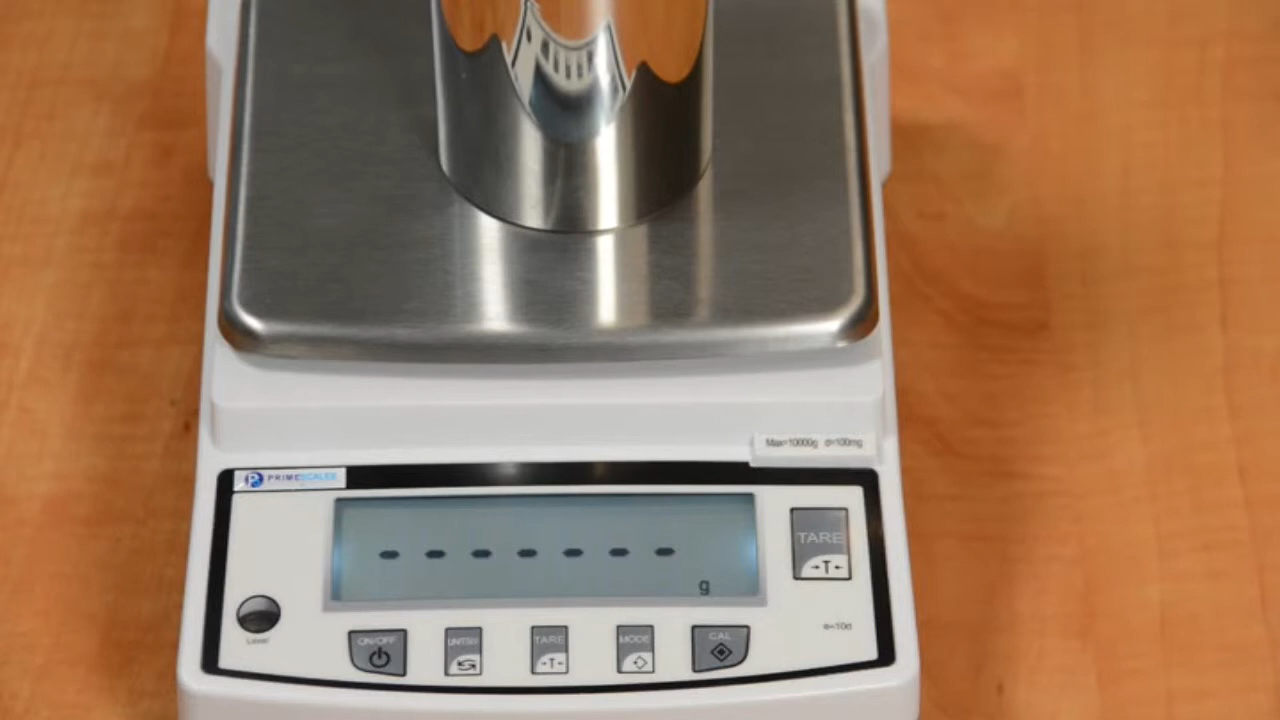 Max=10000g d=100mg
PRIMESCALES
- - - - - - -
g
TARE
→T←
Level
e=10d
ON/OFF
UNITS
TARE
→T←
MODE
CAL